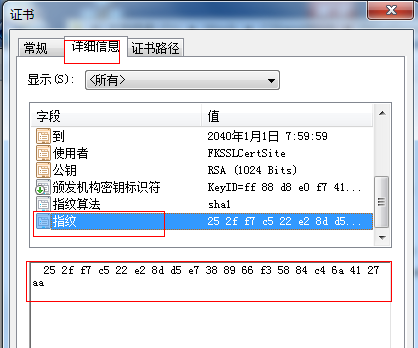 证书
常规 详细信息 证书路径
显示(S): <所有>
字段 值
到 2040年1月1日 7:59:59
使用者 FKSSLCertSite
公钥 RSA (1024 Bits)
颁发机构密钥标识符 KeyID=ff 88 d8 e0 f7 41...
指纹算法 sha1
指纹 25 2f f7 c5 22 e2 8d d5...
25 2f f7 c5 22 e2 8d d5 e7 38 89 66 f3 58 84 c4 6a 41 27
aa